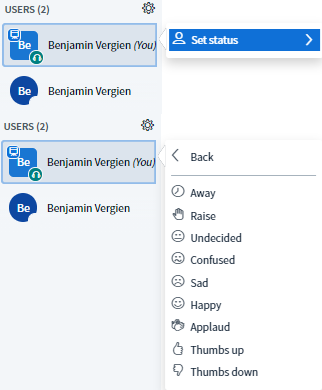 USERS (2)
Be Benjamin Vergien (You)
Set status
Be Benjamin Vergien
USERS (2)
Be Benjamin Vergien (You)
Be Benjamin Vergien
Back
Away
Raise
Undecided
Confused
Sad
Happy
Applaud
Thumbs up
Thumbs down